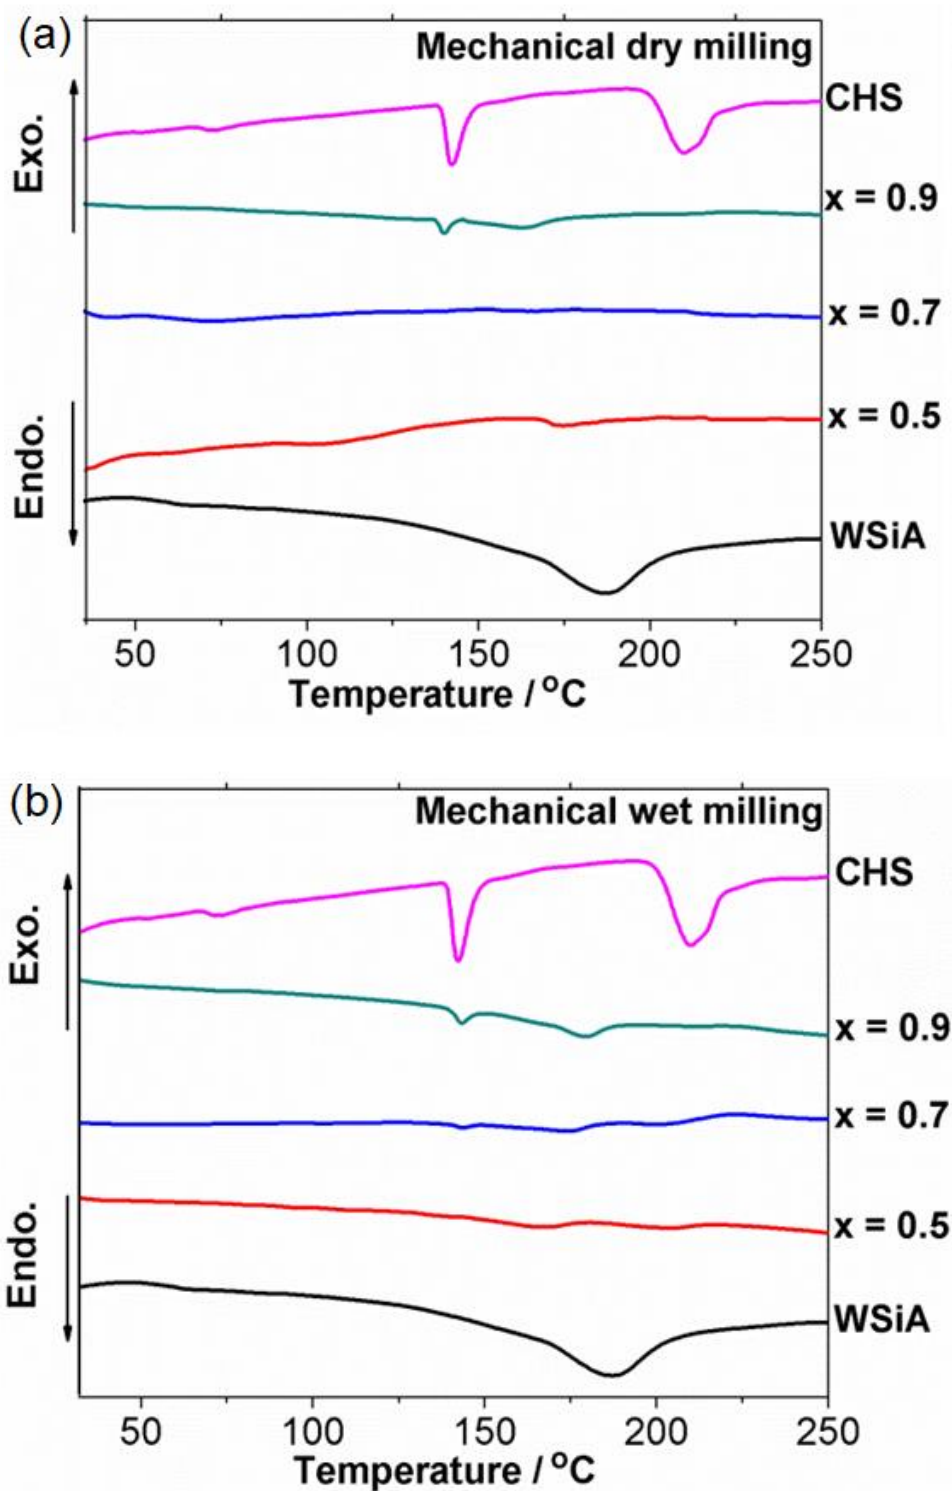 (a)
Mechanical dry milling
Exo.
Endo.
CHS
x = 0.9
x = 0.7
x = 0.5
WSiA
50 100 150 200 250
Temperature / °C
(b)
Mechanical wet milling
Exo.
Endo.
CHS
x = 0.9
x = 0.7
x = 0.5
WSiA
50 100 150 200 250
Temperature / °C